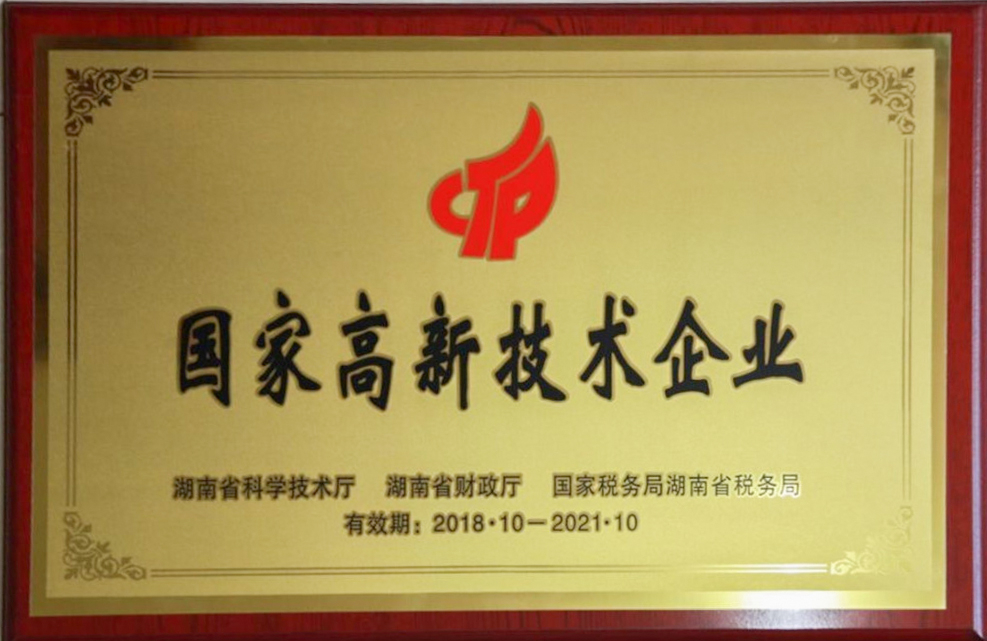 国家高新技术企业
湖南省科学技术厅 湖南省财政厅 国家税务局湖南省税务局
有效期：2018·10－2021·10